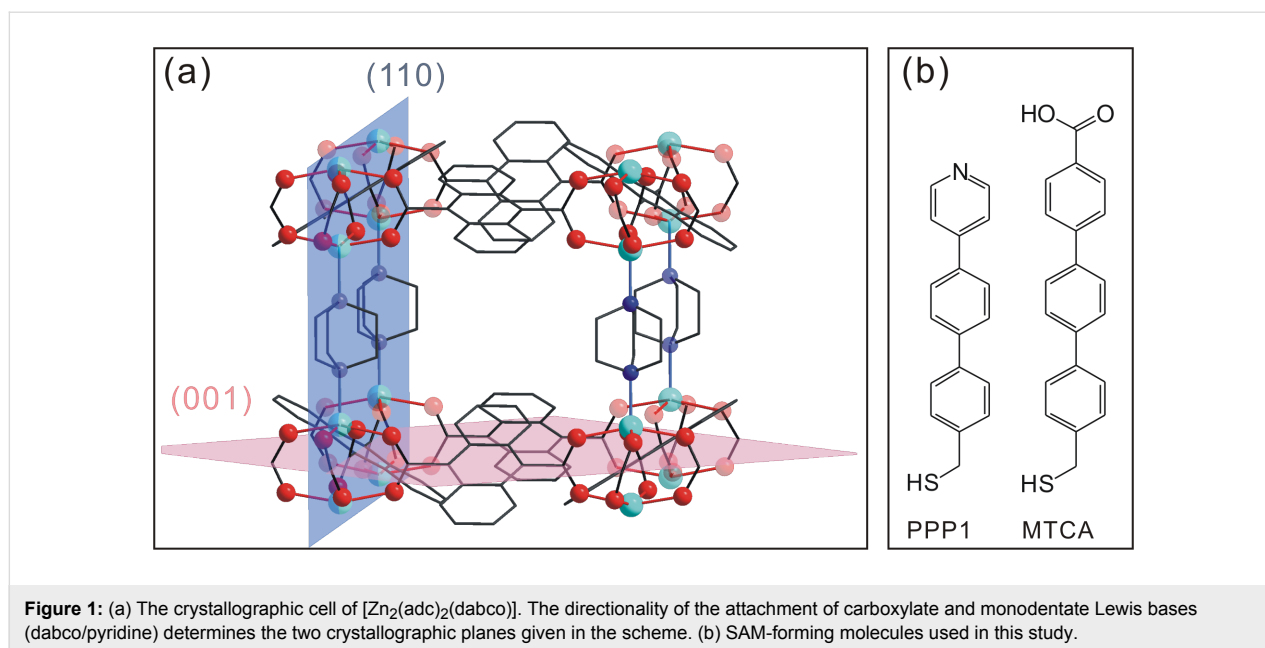 (a)
(110)
(001)
(b)
HO
O
N
HS
HS
PPP1
MTCA
Figure 1: (a) The crystallographic cell of [Zn₂(adc)₂(dabco)]. The directionality of the attachment of carboxylate and monodentate Lewis bases
(dabco/pyridine) determines the two crystallographic planes given in the scheme. (b) SAM-forming molecules used in this study.